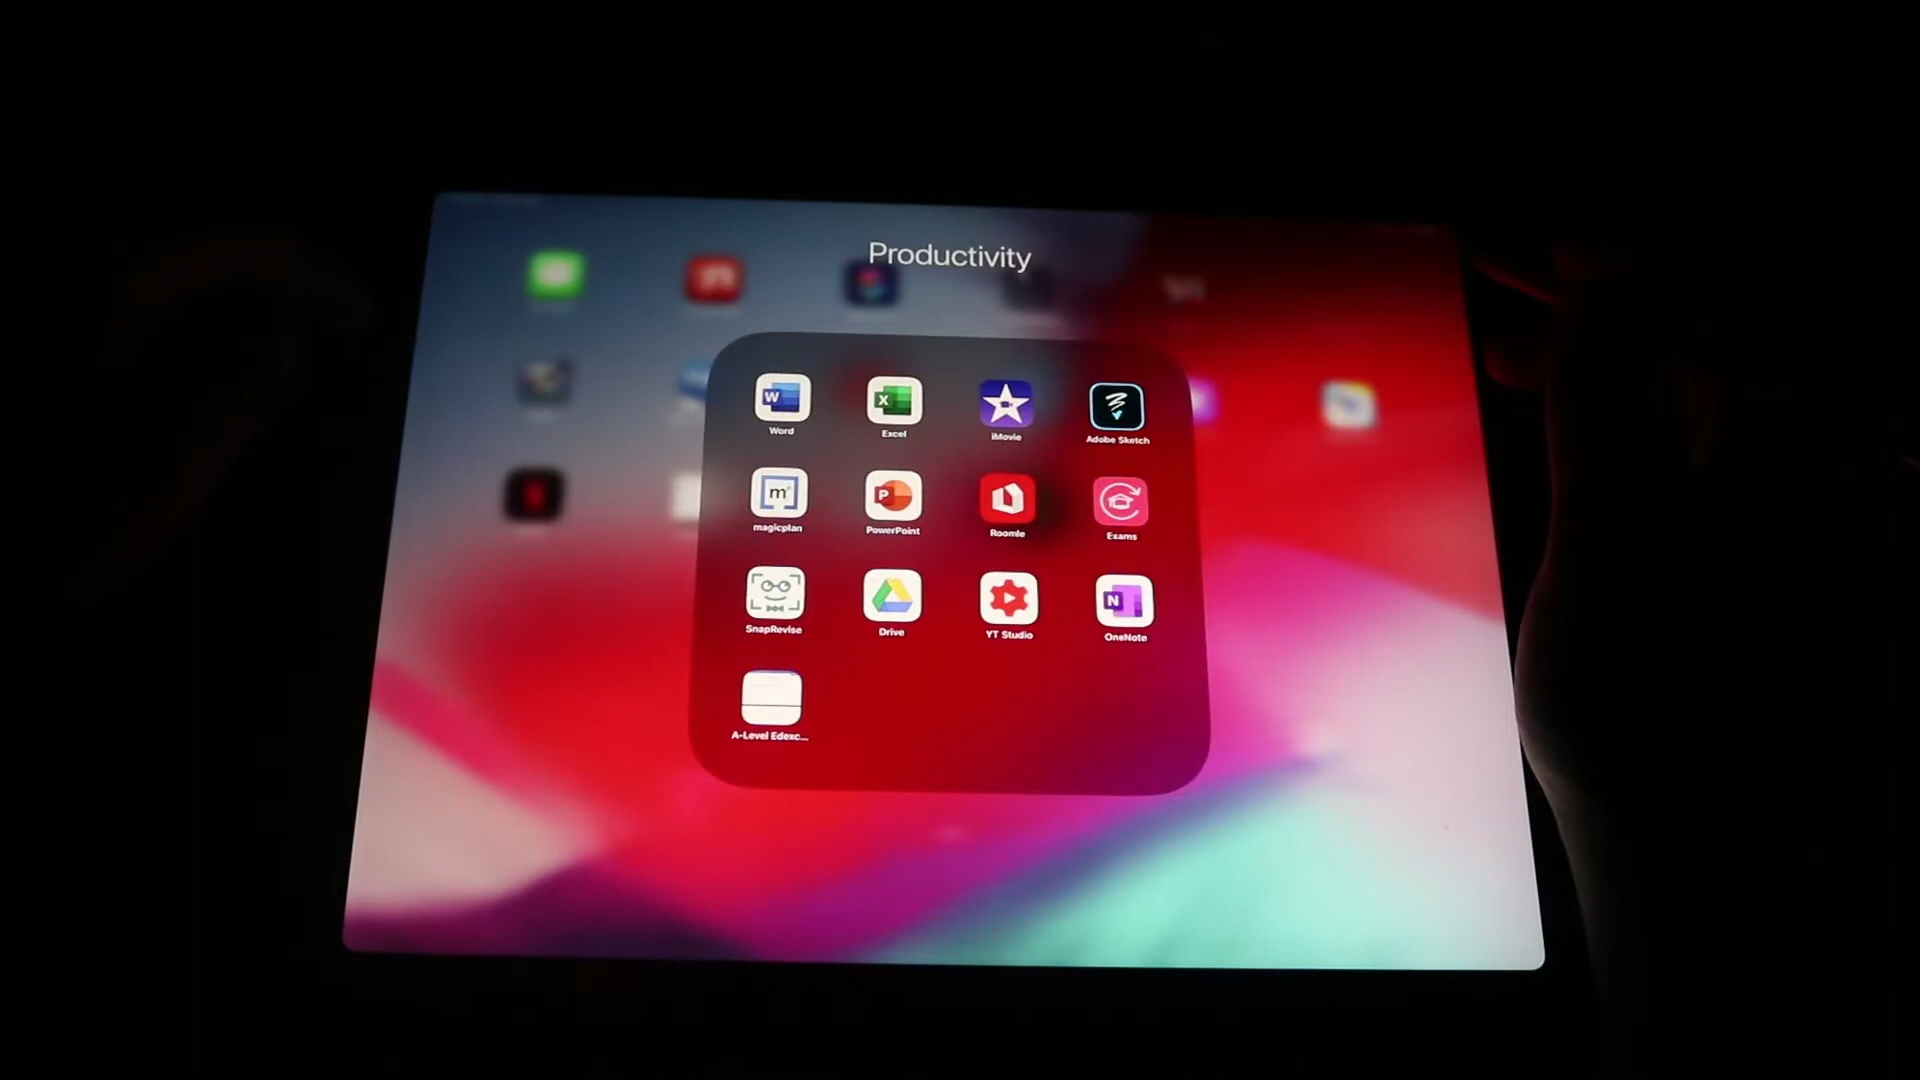 Productivity
Word
Excel
iMovie
Adobe Sketch
magicplan
PowerPoint
Roomle
Exams
SnapRevise
Drive
YT Studio
OneNote
A-Level Edexc...